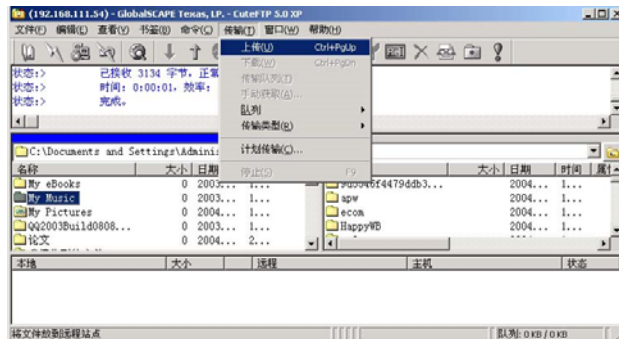 (192.168.111.54) - GlobalSCAPE Texas, LP. - CuteFTP 5.0 XP
文件(F) 编辑(E) 查看(V) 书签(B) 命令(C) 传输(T) 窗口(W) 帮助(H)
状态:> 已接收 3134 字节, 正常
状态:> 时间: 0:00:01, 效率:
状态:> 完成。
上传(U) Ctrl+PgUp
下载(W) Ctrl+PgDn
传输队列(T)
手动获取(A)...
队列
传输类型(R)
计划传输(C)...
停止(S) F9
C:\Documents and Settings\Adminis
名称 大小 日期
My eBooks 0 2003... 1...
My Music 0 2003... 1...
My Pictures 0 2004... 1...
QQ2003Build0808... 0 2003... 1...
论文 0 2004... 2...
大小 日期 时间 属
2004... 1...
apw 2004... 1...
econ 2004... 1...
HappyWB 2004... 1...
本地 大小 远程 主机 状态
将文件放到远程站点 队列: 0 KB / 0 KB